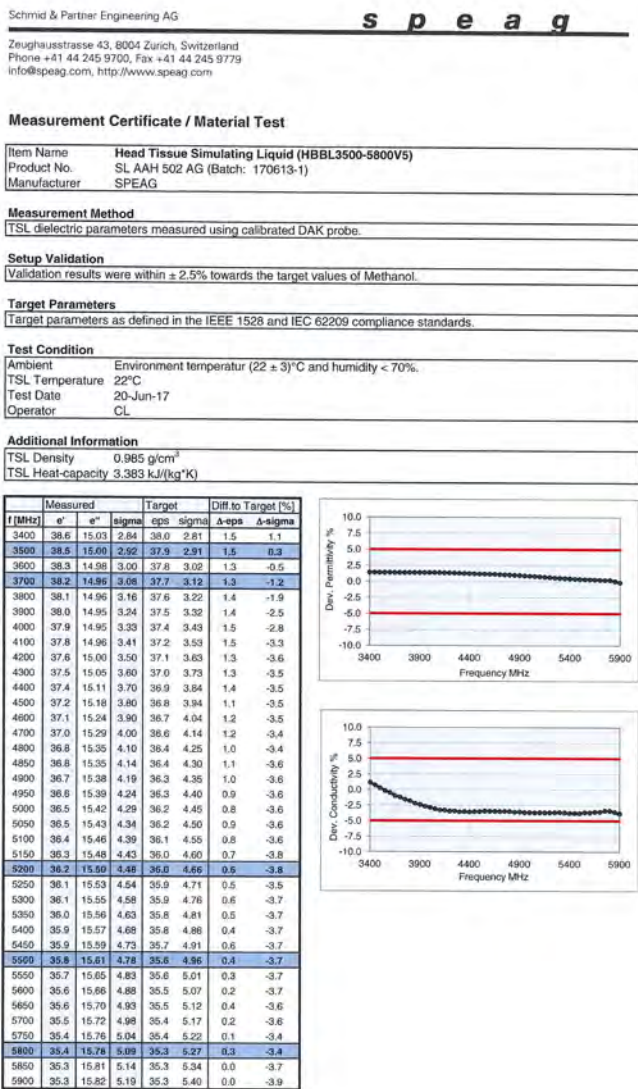 Schmid & Partner Engineering AG
s p e a g
Zeughausstrasse 43, 8004 Zurich, Switzerland
Phone +41 44 245 9700, Fax +41 44 245 9779
info@speag.com, http://www.speag.com
Measurement Certificate / Material Test
Item Name Head Tissue Simulating Liquid (HBBL3500-5800V5)
Product No. SL AAH 502 AG (Batch: 170613-1)
Manufacturer SPEAG
Measurement Method
TSL dielectric parameters measured using calibrated DAK probe.
Setup Validation
Validation results were within ± 2.5% towards the target values of Methanol.
Target Parameters
Target parameters as defined in the IEEE 1528 and IEC 62209 compliance standards.
Test Condition
Ambient Environment temperatur (22 ± 3)°C and humidity < 70%.
TSL Temperature 22°C
Test Date 20-Jun-17
Operator CL
Additional Information
TSL Density 0.985 g/cm³
TSL Heat-capacity 3.383 kJ/(kg*K)
Measured Target Diff.to Target [%]
f [MHz] e' e" sigma eps sigma Δ-eps Δ-sigma
3400 38.6 15.03 2.84 38.0 2.81 1.5 1.1
3500 38.5 15.00 2.92 37.9 2.91 1.5 0.3
3600 38.3 14.98 3.00 37.8 3.02 1.3 -0.5
3700 38.2 14.96 3.08 37.7 3.12 1.3 -1.2
3800 38.1 14.96 3.16 37.6 3.22 1.4 -1.9
3900 38.0 14.95 3.24 37.5 3.32 1.4 -2.5
4000 37.9 14.95 3.33 37.4 3.43 1.5 -2.8
4100 37.8 14.96 3.41 37.2 3.53 1.5 -3.3
4200 37.6 15.00 3.50 37.1 3.63 1.3 -3.6
4300 37.5 15.05 3.60 37.0 3.73 1.3 -3.5
4400 37.4 15.11 3.70 36.9 3.84 1.4 -3.5
4500 37.2 15.18 3.80 36.8 3.94 1.1 -3.5
4600 37.1 15.24 3.90 36.7 4.04 1.2 -3.5
4700 37.0 15.29 4.00 36.6 4.14 1.2 -3.4
4800 36.8 15.35 4.10 36.4 4.25 1.0 -3.4
4850 36.8 15.35 4.14 36.4 4.30 1.1 -3.6
4900 36.7 15.38 4.19 36.3 4.35 1.0 -3.6
4950 36.6 15.39 4.24 36.3 4.40 0.9 -3.6
5000 36.5 15.42 4.29 36.2 4.45 0.8 -3.6
5050 36.5 15.43 4.34 36.2 4.50 0.9 -3.6
5100 36.4 15.46 4.39 36.1 4.55 0.8 -3.6
5150 36.3 15.48 4.43 36.0 4.60 0.7 -3.8
5200 36.2 15.50 4.48 36.0 4.66 0.6 -3.8
5250 36.1 15.53 4.54 35.9 4.71 0.5 -3.5
5300 36.1 15.55 4.58 35.9 4.76 0.6 -3.7
5350 36.0 15.56 4.63 35.8 4.81 0.5 -3.7
5400 35.9 15.57 4.68 35.8 4.86 0.4 -3.7
5450 35.9 15.59 4.73 35.7 4.91 0.6 -3.7
5500 35.8 15.61 4.78 35.6 4.96 0.4 -3.7
5550 35.7 15.65 4.83 35.6 5.01 0.3 -3.7
5600 35.6 15.66 4.88 35.5 5.07 0.2 -3.7
5650 35.6 15.70 4.93 35.5 5.12 0.4 -3.6
5700 35.5 15.72 4.98 35.4 5.17 0.2 -3.6
5750 35.4 15.76 5.04 35.4 5.22 0.1 -3.4
5800 35.4 15.78 5.09 35.3 5.27 0.3 -3.4
5850 35.3 15.81 5.14 35.3 5.34 0.0 -3.7
5900 35.3 15.82 5.19 35.3 5.40 0.0 -3.9
Dev. Permittivity %
10.0
7.5
5.0
2.5
0.0
-2.5
-5.0
-7.5
-10.0
3400 3900 4400 4900 5400 5900
Frequency MHz
Dev. Conductivity %
10.0
7.5
5.0
2.5
0.0
-2.5
-5.0
-7.5
-10.0
3400 3900 4400 4900 5400 5900
Frequency MHz